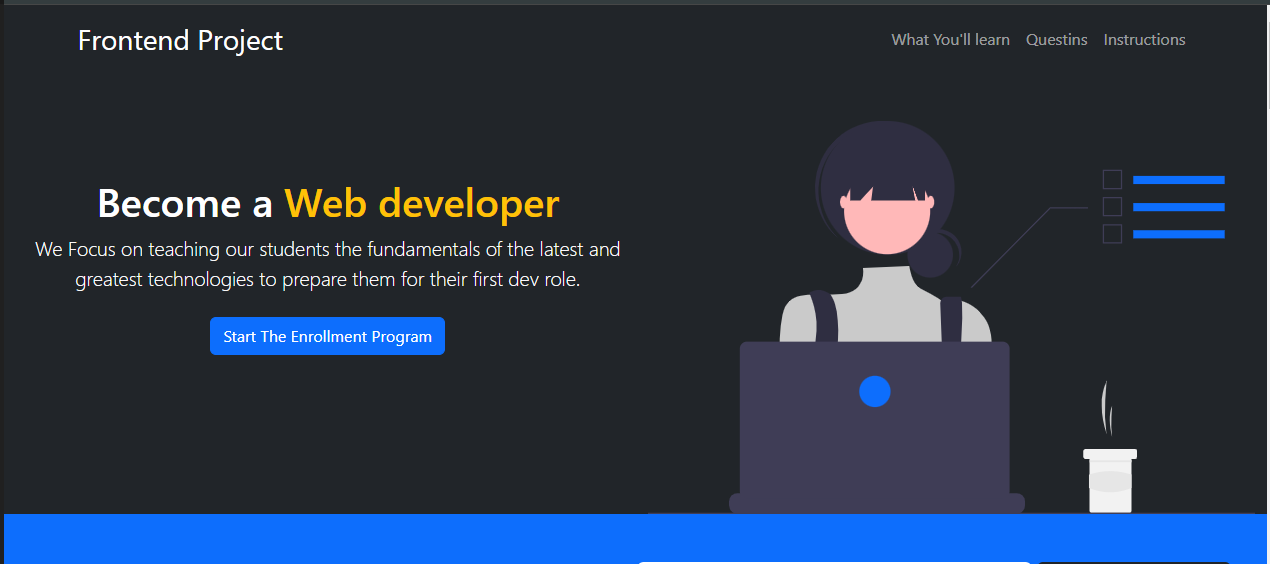 Frontend Project
What You'll learn Questins Instructions
Become a Web developer
We Focus on teaching our students the fundamentals of the latest and
greatest technologies to prepare them for their first dev role.
Start The Enrollment Program